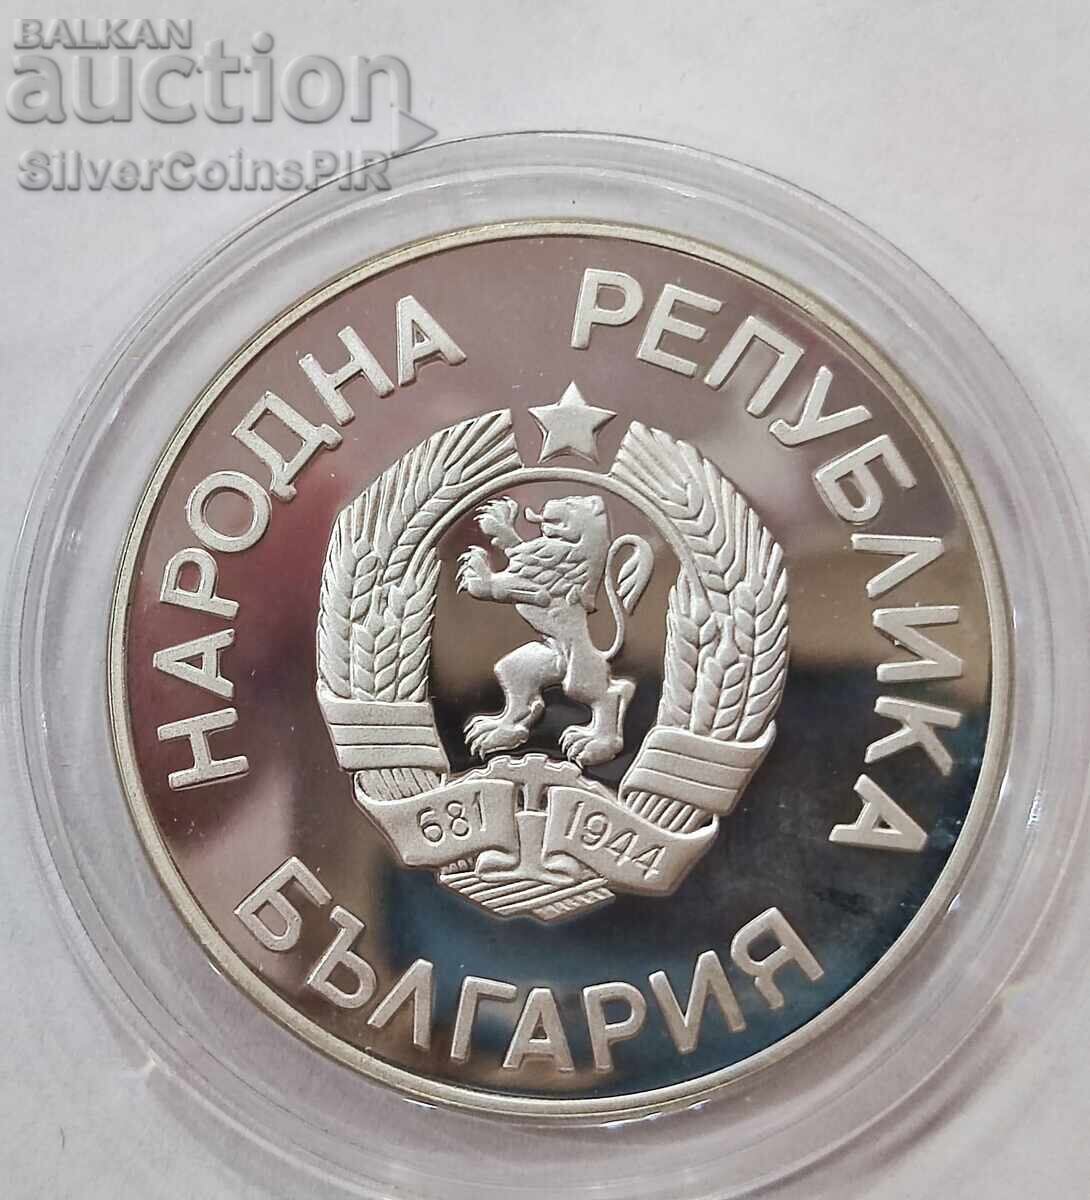 BALKAN
auction
SilverCoinsPIR
НАРОДНА РЕПУБЛИКА
БЪЛГАРИЯ
681 1944